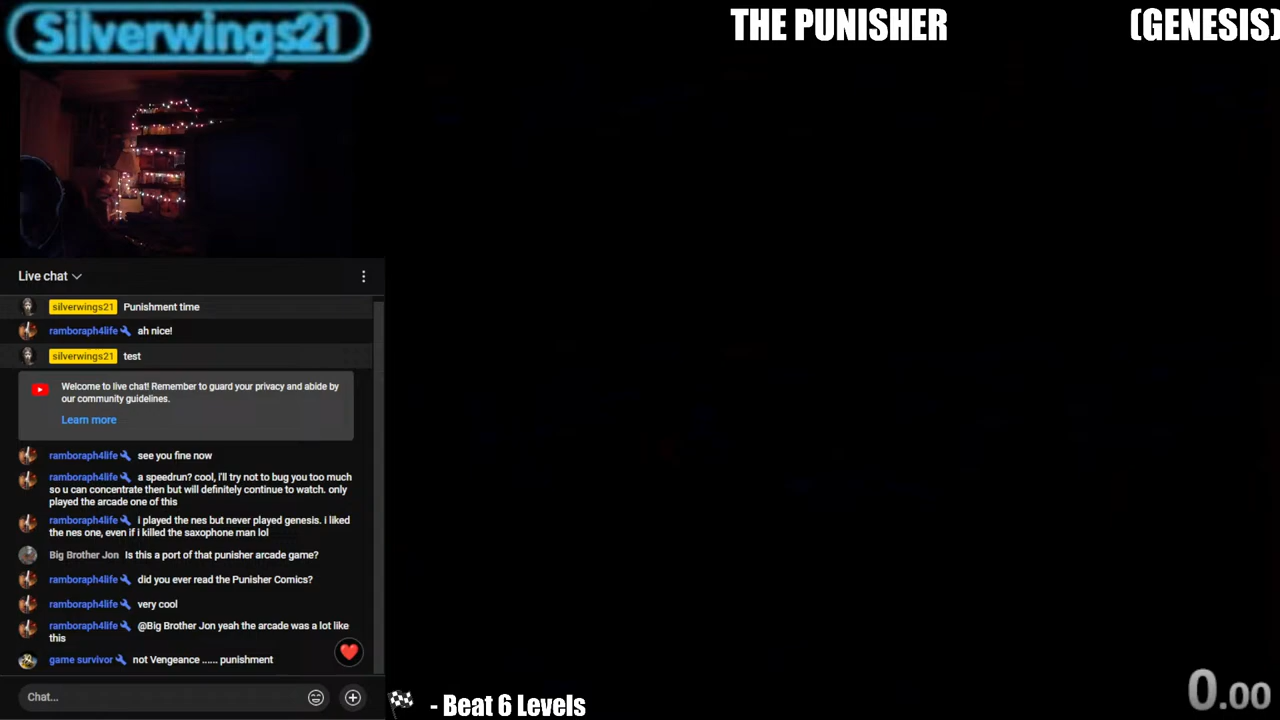 Silverwings21
THE PUNISHER (GENESIS)
Live chat
silverwings21 Punishment time
ramboraph4life ah nice!
silverwings21 test
Welcome to live chat! Remember to guard your privacy and abide by
our community guidelines.
Learn more
ramboraph4life see you fine now
ramboraph4life a speedrun? cool, i'll try not to bug you too much
so u can concentrate then but will definitely continue to watch. only
played the arcade one of this
ramboraph4life i played the nes but never played genesis. i liked
the nes one, even if i killed the saxophone man lol
Big Brother Jon Is this a port of that punisher arcade game?
ramboraph4life did you ever read the Punisher Comics?
ramboraph4life very cool
ramboraph4life @Big Brother Jon yeah the arcade was a lot like
this
game survivor not Vengeance ...... punishment
Chat...
- Beat 6 Levels
0.00